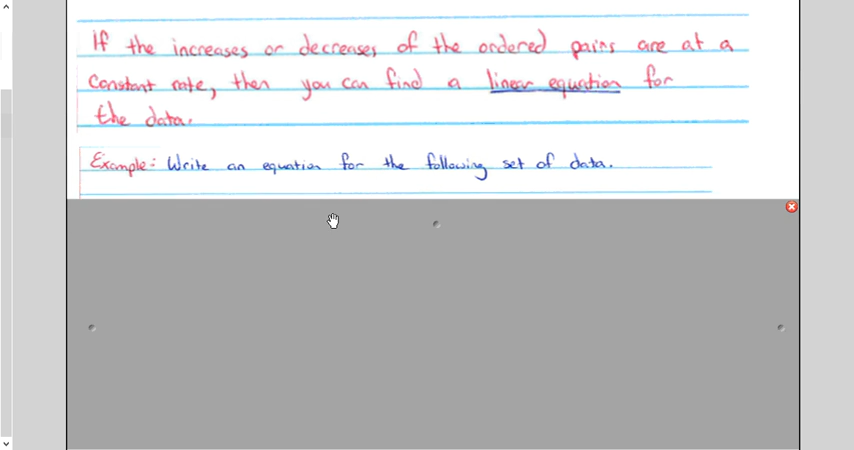 If the increases or decreases of the ordered pairs are at a
constant rate, then you can find a linear equation for
the data.
Example: Write an equation for the following set of data.